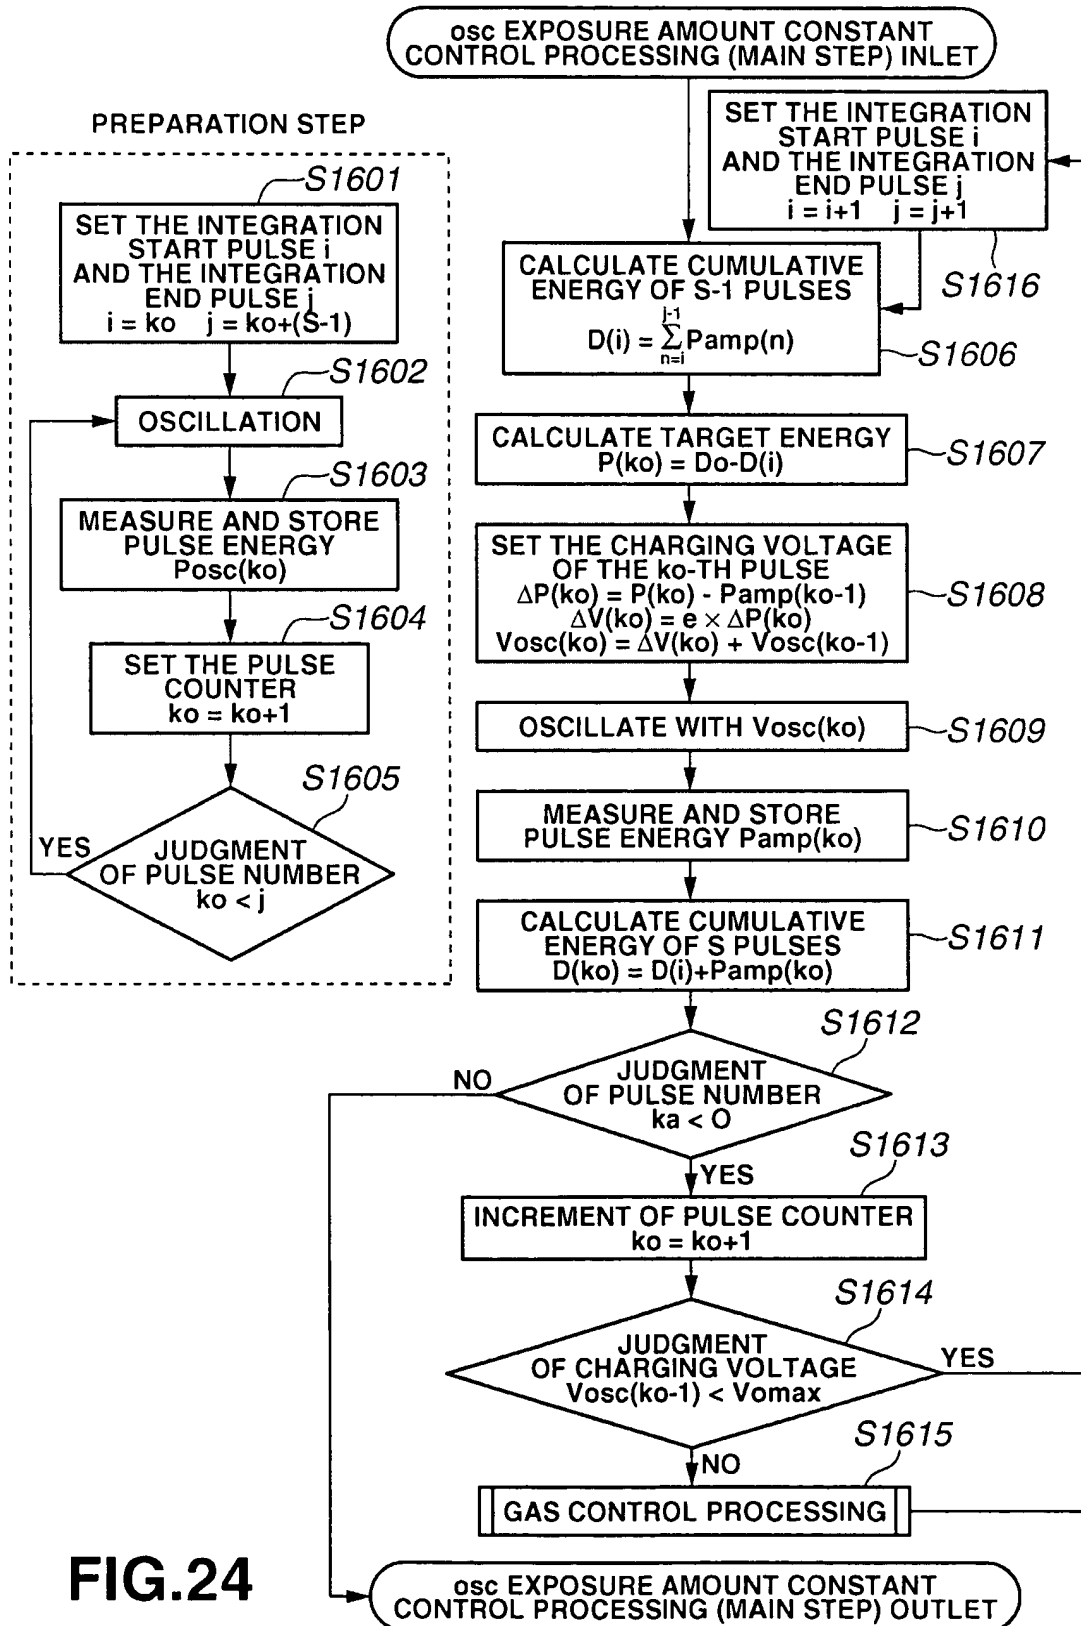 osc EXPOSURE AMOUNT CONSTANT
CONTROL PROCESSING (MAIN STEP) INLET
PREPARATION STEP
S1601
SET THE INTEGRATION
START PULSE i
AND THE INTEGRATION
END PULSE j
i = ko j = ko+(S-1)
S1602
OSCILLATION
S1603
MEASURE AND STORE
PULSE ENERGY
Posc(ko)
S1604
SET THE PULSE
COUNTER
ko = ko+1
S1605
JUDGMENT
OF PULSE NUMBER
ko < j
YES
SET THE INTEGRATION
START PULSE i
AND THE INTEGRATION
END PULSE j
i = i+1 j = j+1
S1616
CALCULATE CUMULATIVE
ENERGY OF S-1 PULSES
j-1
D(i) = ΣPamp(n)
n=i
S1606
CALCULATE TARGET ENERGY
P(ko) = Do-D(i)
S1607
SET THE CHARGING VOLTAGE
OF THE ko-TH PULSE
ΔP(ko) = P(ko) - Pamp(ko-1)
ΔV(ko) = e × ΔP(ko)
Vosc(ko) = ΔV(ko) + Vosc(ko-1)
S1608
OSCILLATE WITH Vosc(ko)
S1609
MEASURE AND STORE
PULSE ENERGY Pamp(ko)
S1610
CALCULATE CUMULATIVE
ENERGY OF S PULSES
D(ko) = D(i)+Pamp(ko)
S1611
S1612
JUDGMENT
OF PULSE NUMBER
ka < O
NO
YES
S1613
INCREMENT OF PULSE COUNTER
ko = ko+1
S1614
JUDGMENT
OF CHARGING VOLTAGE
Vosc(ko-1) < Vomax
YES
NO
S1615
GAS CONTROL PROCESSING
osc EXPOSURE AMOUNT CONSTANT
CONTROL PROCESSING (MAIN STEP) OUTLET
FIG.24